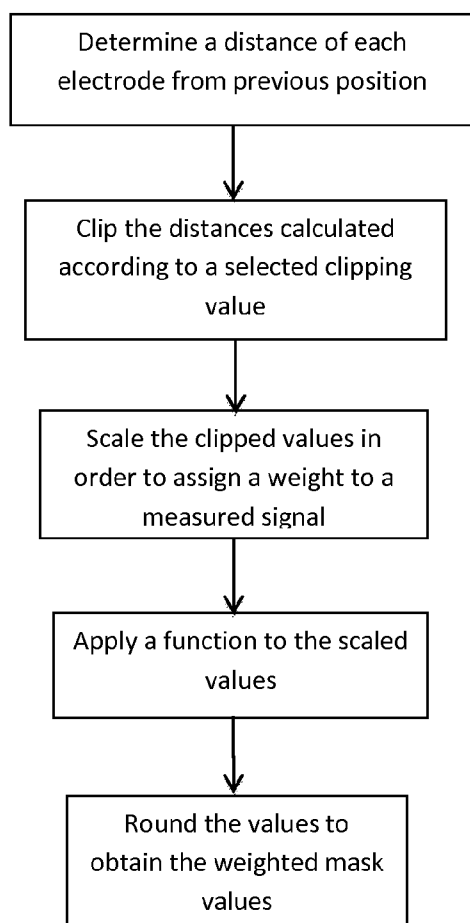 Determine a distance of each
electrode from previous position
Clip the distances calculated
according to a selected clipping
value
Scale the clipped values in
order to assign a weight to a
measured signal
Apply a function to the scaled
values
Round the values to
obtain the weighted mask
values